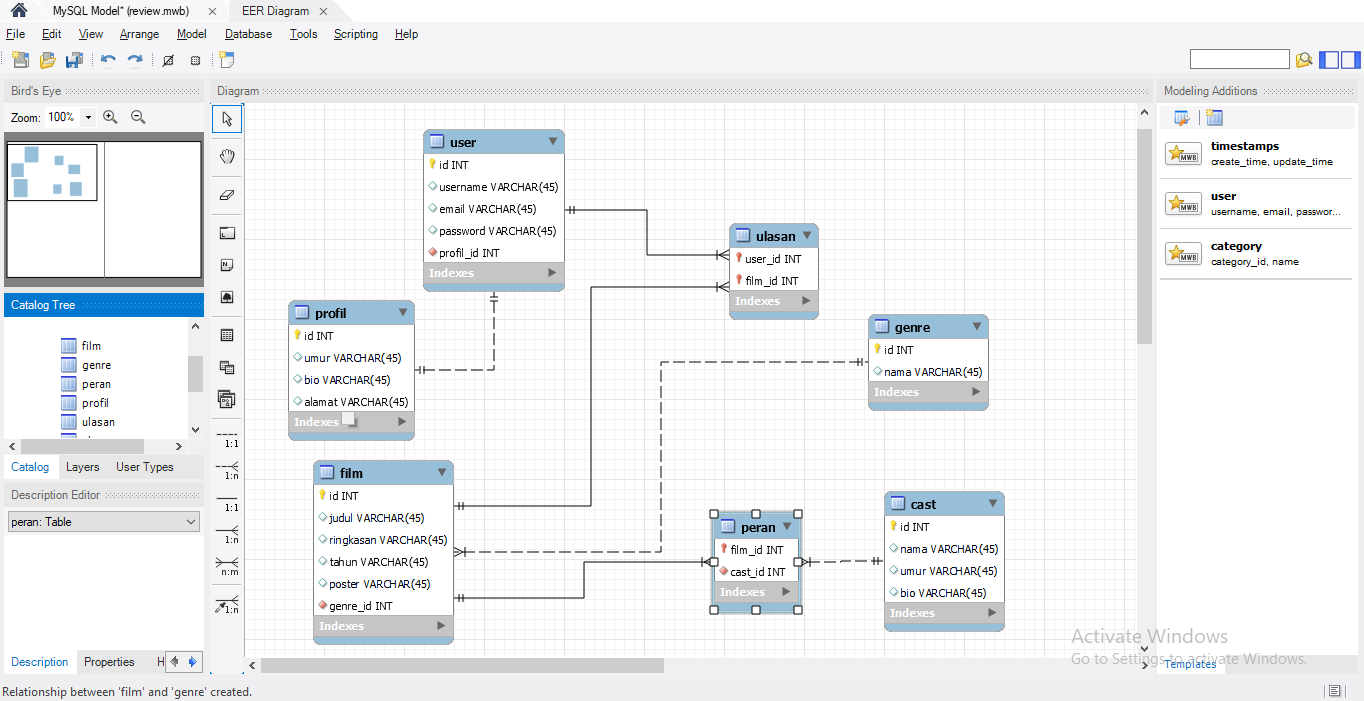 MySQL Model* (review.mwb) × EER Diagram ×
File Edit View Arrange Model Database Tools Scripting Help
Bird's Eye
Zoom: 100%
Catalog Tree
film
genre
peran
profil
ulasan
Catalog Layers User Types
Description Editor
peran: Table
Description Properties H
Relationship between 'film' and 'genre' created.
Diagram
1:1
1:n
1:1
1:n
n:m
1:n
user
id INT
username VARCHAR(45)
email VARCHAR(45)
password VARCHAR(45)
profil_id INT
Indexes
profil
id INT
umur VARCHAR(45)
bio VARCHAR(45)
alamat VARCHAR(45)
Indexes
film
id INT
judul VARCHAR(45)
ringkasan VARCHAR(45)
tahun VARCHAR(45)
poster VARCHAR(45)
genre_id INT
Indexes
ulasan
user_id INT
film_id INT
Indexes
genre
id INT
nama VARCHAR(45)
Indexes
peran
film_id INT
cast_id INT
Indexes
cast
id INT
nama VARCHAR(45)
umur VARCHAR(45)
bio VARCHAR(45)
Indexes
Modeling Additions
MWB
timestamps
create_time, update_time
MWB
user
username, email, passwor...
MWB
category
category_id, name
Activate Windows
Go to Settings to activate Windows.
Templates